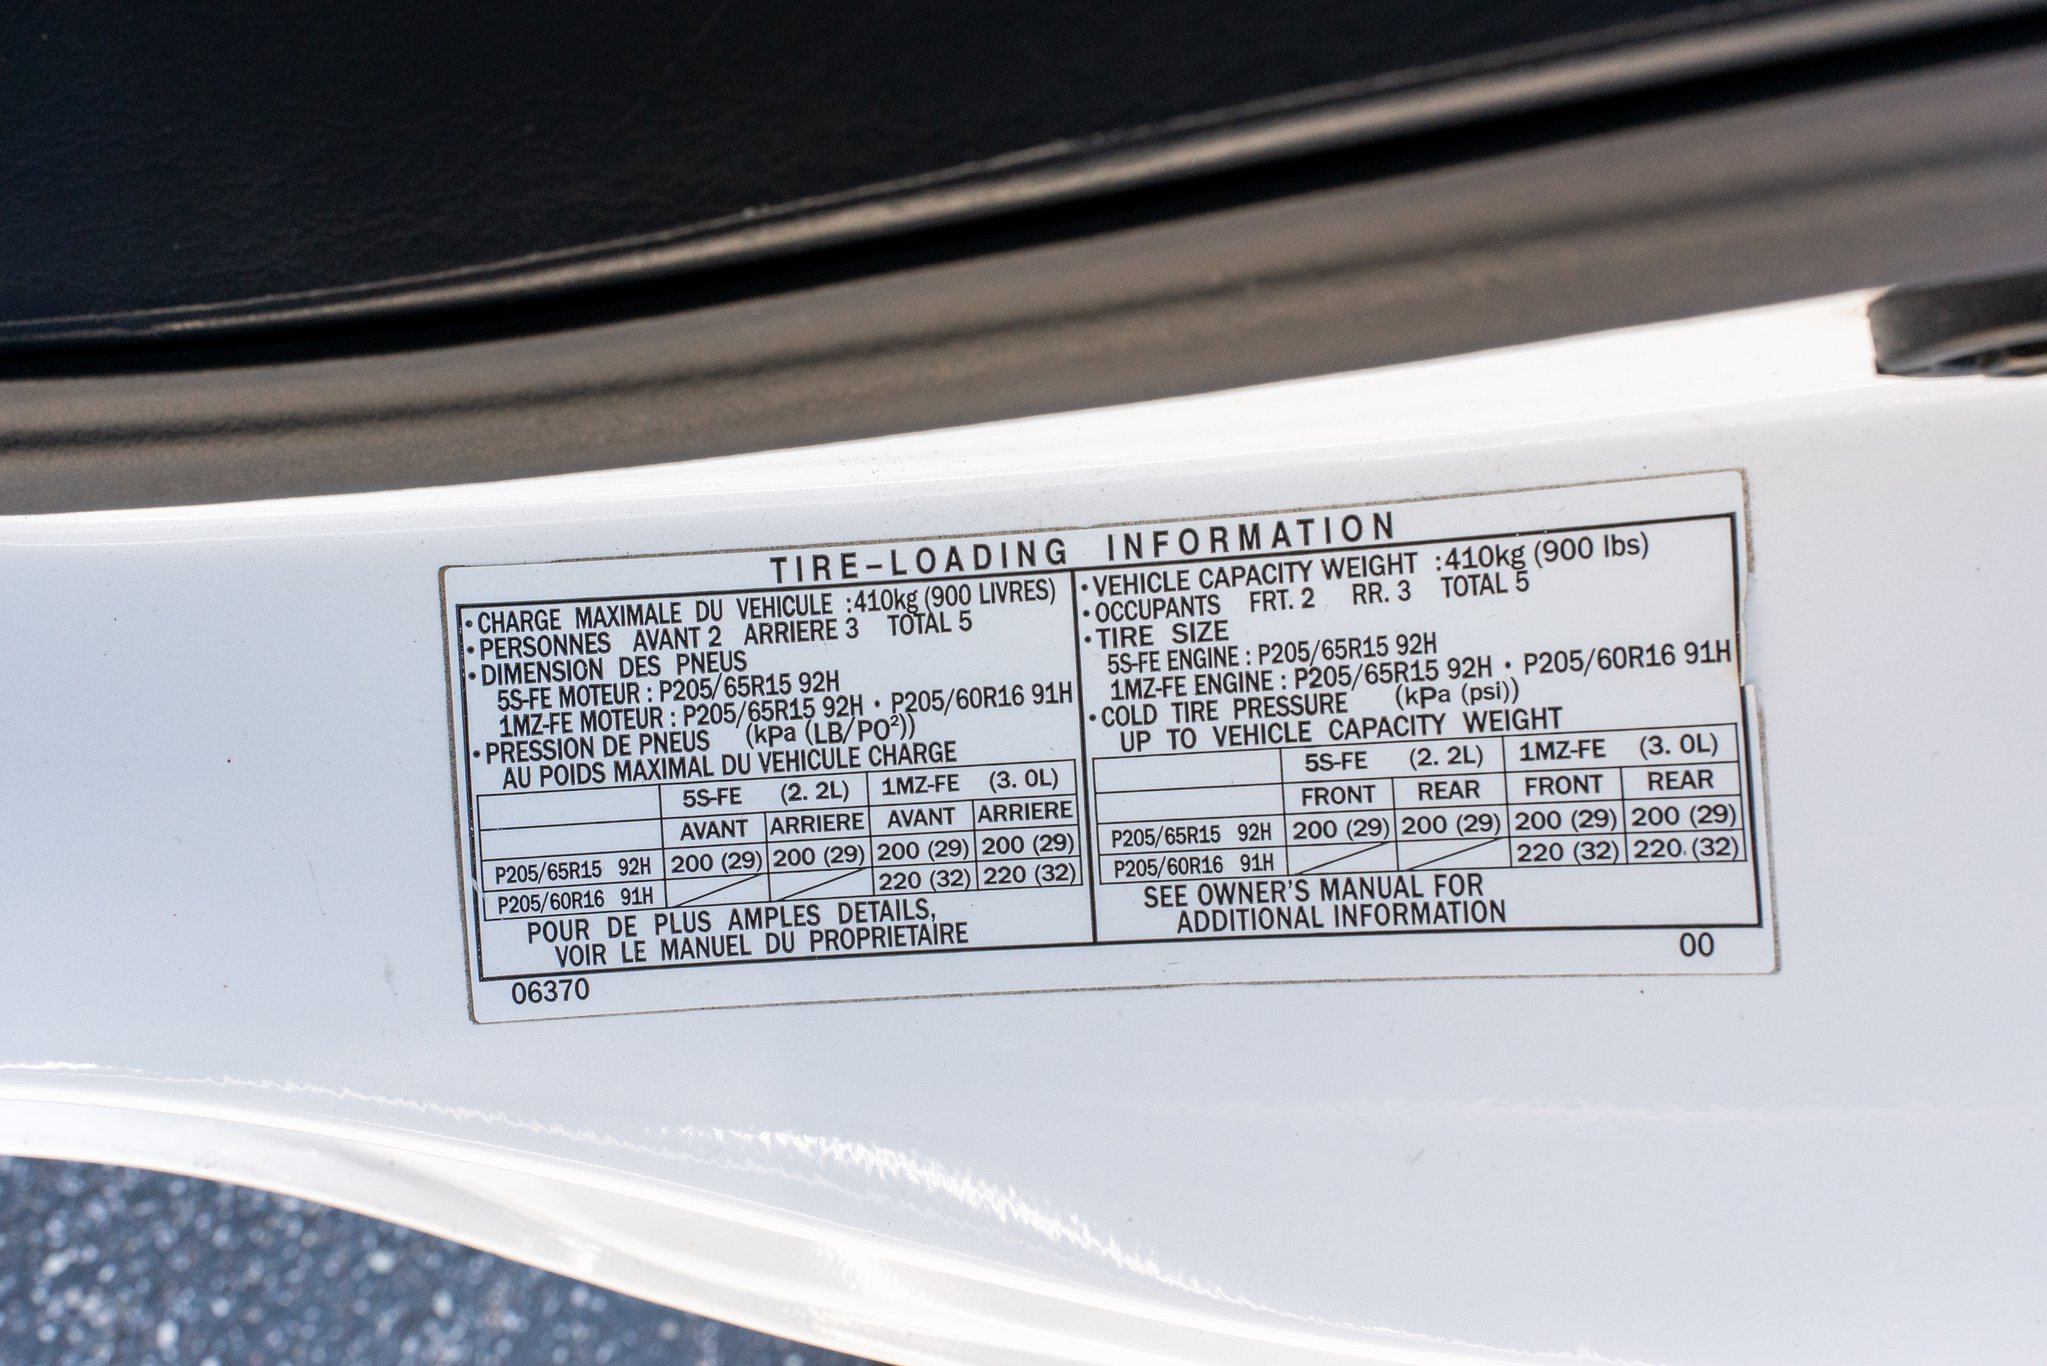 TIRE-LOADING INFORMATION
• CHARGE MAXIMALE DU VEHICULE :410kg (900 LIVRES)
• PERSONNES AVANT 2 ARRIERE 3 TOTAL 5
• DIMENSION DES PNEUS
5S-FE MOTEUR : P205/65R15 92H
1MZ-FE MOTEUR : P205/65R15 92H • P205/60R16 91H
• PRESSION DE PNEUS (kPa (LB/PO²))
AU POIDS MAXIMAL DU VEHICULE CHARGE
5S-FE (2. 2L) 1MZ-FE (3. 0L)
AVANT ARRIERE AVANT ARRIERE
P205/65R15 92H 200 (29) 200 (29) 200 (29) 200 (29)
P205/60R16 91H 220 (32) 220 (32)
POUR DE PLUS AMPLES DETAILS,
VOIR LE MANUEL DU PROPRIETAIRE
• VEHICLE CAPACITY WEIGHT :410kg (900 lbs)
• OCCUPANTS FRT. 2 RR. 3 TOTAL 5
• TIRE SIZE
5S-FE ENGINE : P205/65R15 92H
1MZ-FE ENGINE : P205/65R15 92H • P205/60R16 91H
• COLD TIRE PRESSURE (kPa (psi))
UP TO VEHICLE CAPACITY WEIGHT
5S-FE (2. 2L) 1MZ-FE (3. 0L)
FRONT REAR FRONT REAR
P205/65R15 92H 200 (29) 200 (29) 200 (29) 200 (29)
P205/60R16 91H 220 (32) 220 (32)
SEE OWNER'S MANUAL FOR
ADDITIONAL INFORMATION
06370
00